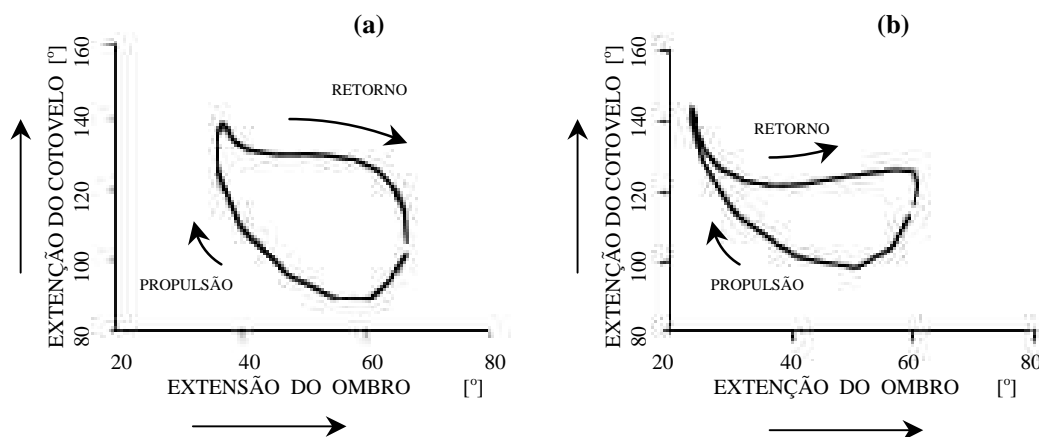 (a)
EXTENÇÃO DO COTOVELO [º]
160
140
120
100
80
RETORNO
PROPULSÃO
20
40
60
80
EXTENSÃO DO OMBRO [º]
(b)
EXTENÇÃO DO COTOVELO [º]
160
140
120
100
80
RETORNO
PROPULSÃO
20
40
60
80
EXTENÇÃO DO OMBRO [º]